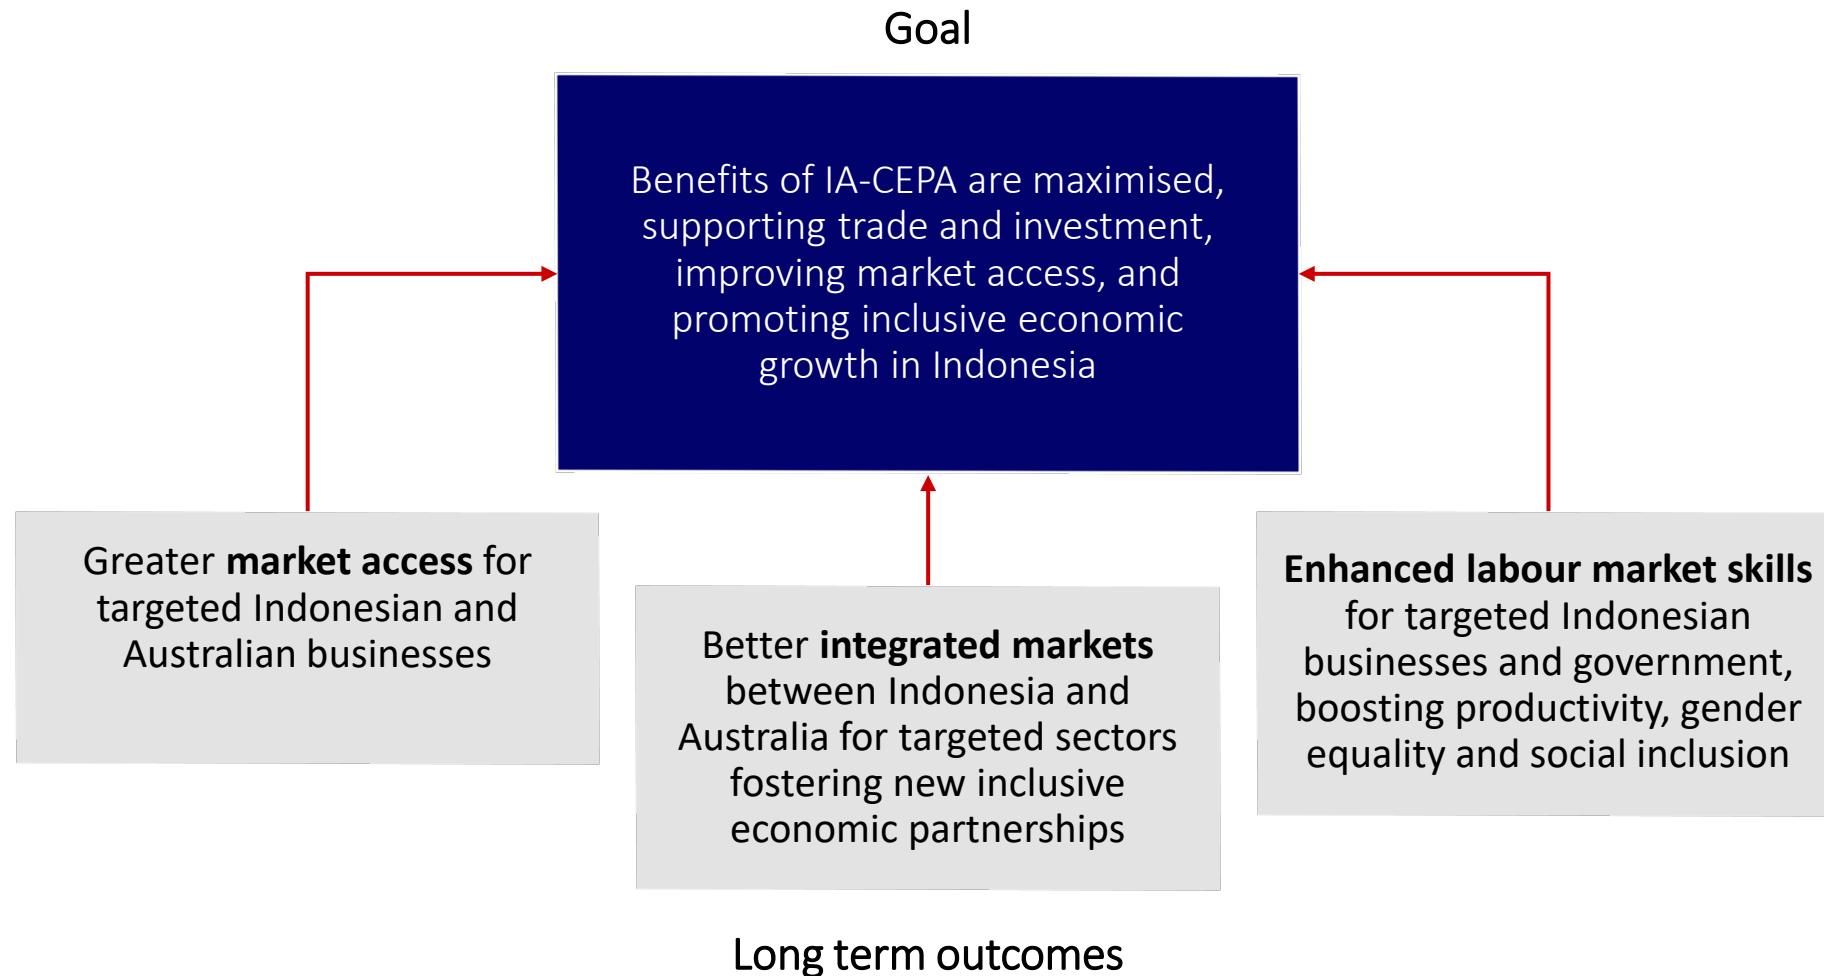 Goal
Benefits of IA-CEPA are maximised,
supporting trade and investment,
improving market access, and
promoting inclusive economic
growth in Indonesia
Greater market access for
targeted Indonesian and
Australian businesses
Better integrated markets
between Indonesia and
Australia for targeted sectors
fostering new inclusive
economic partnerships
Enhanced labour market skills
for targeted Indonesian
businesses and government,
boosting productivity, gender
equality and social inclusion
Long term outcomes